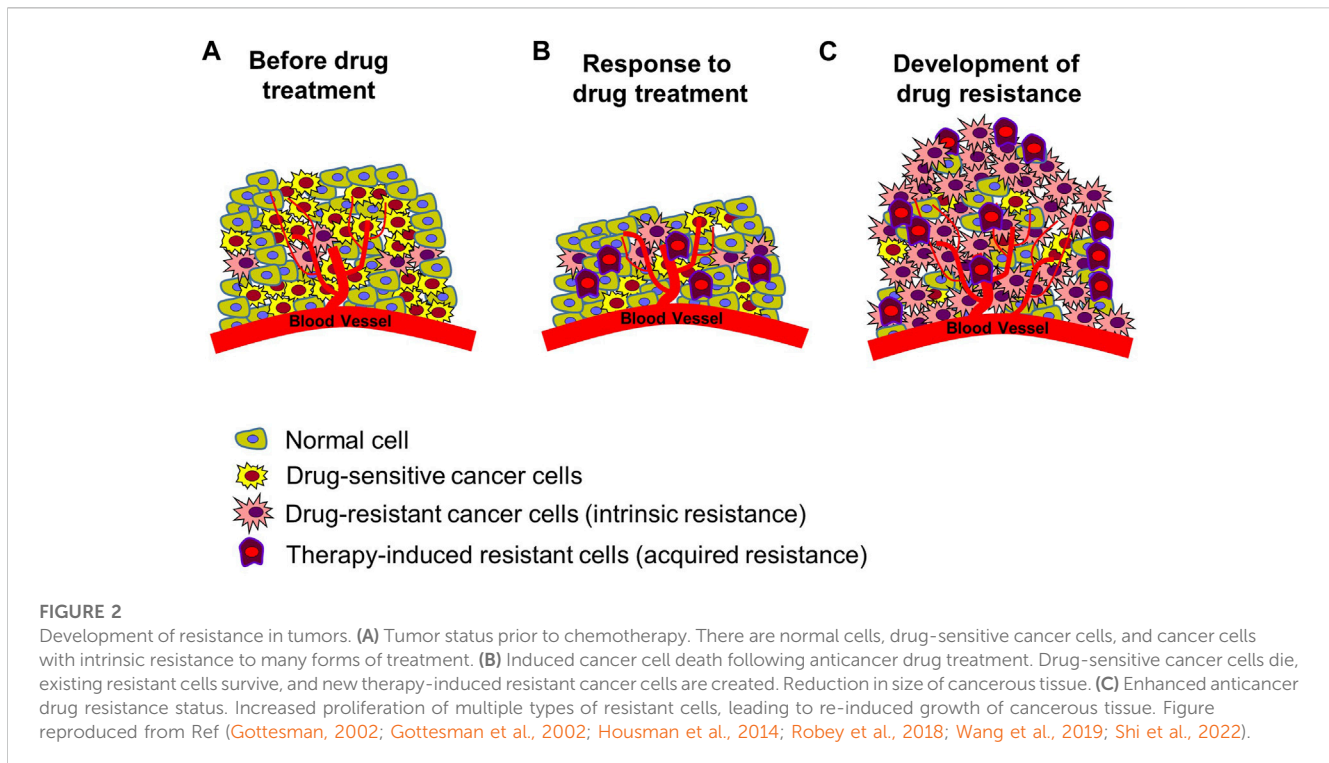 A
Before drug
treatment
B
Response to
drug treatment
C
Development of
drug resistance
Blood Vessel
Blood Vessel
Blood Vessel
Normal cell
Drug-sensitive cancer cells
Drug-resistant cancer cells (intrinsic resistance)
Therapy-induced resistant cells (acquired resistance)
FIGURE 2
Development of resistance in tumors. (A) Tumor status prior to chemotherapy. There are normal cells, drug-sensitive cancer cells, and cancer cells
with intrinsic resistance to many forms of treatment. (B) Induced cancer cell death following anticancer drug treatment. Drug-sensitive cancer cells die,
existing resistant cells survive, and new therapy-induced resistant cancer cells are created. Reduction in size of cancerous tissue. (C) Enhanced anticancer
drug resistance status. Increased proliferation of multiple types of resistant cells, leading to re-induced growth of cancerous tissue. Figure
reproduced from Ref (Gottesman, 2002; Gottesman et al., 2002; Housman et al., 2014; Robey et al., 2018; Wang et al., 2019; Shi et al., 2022).